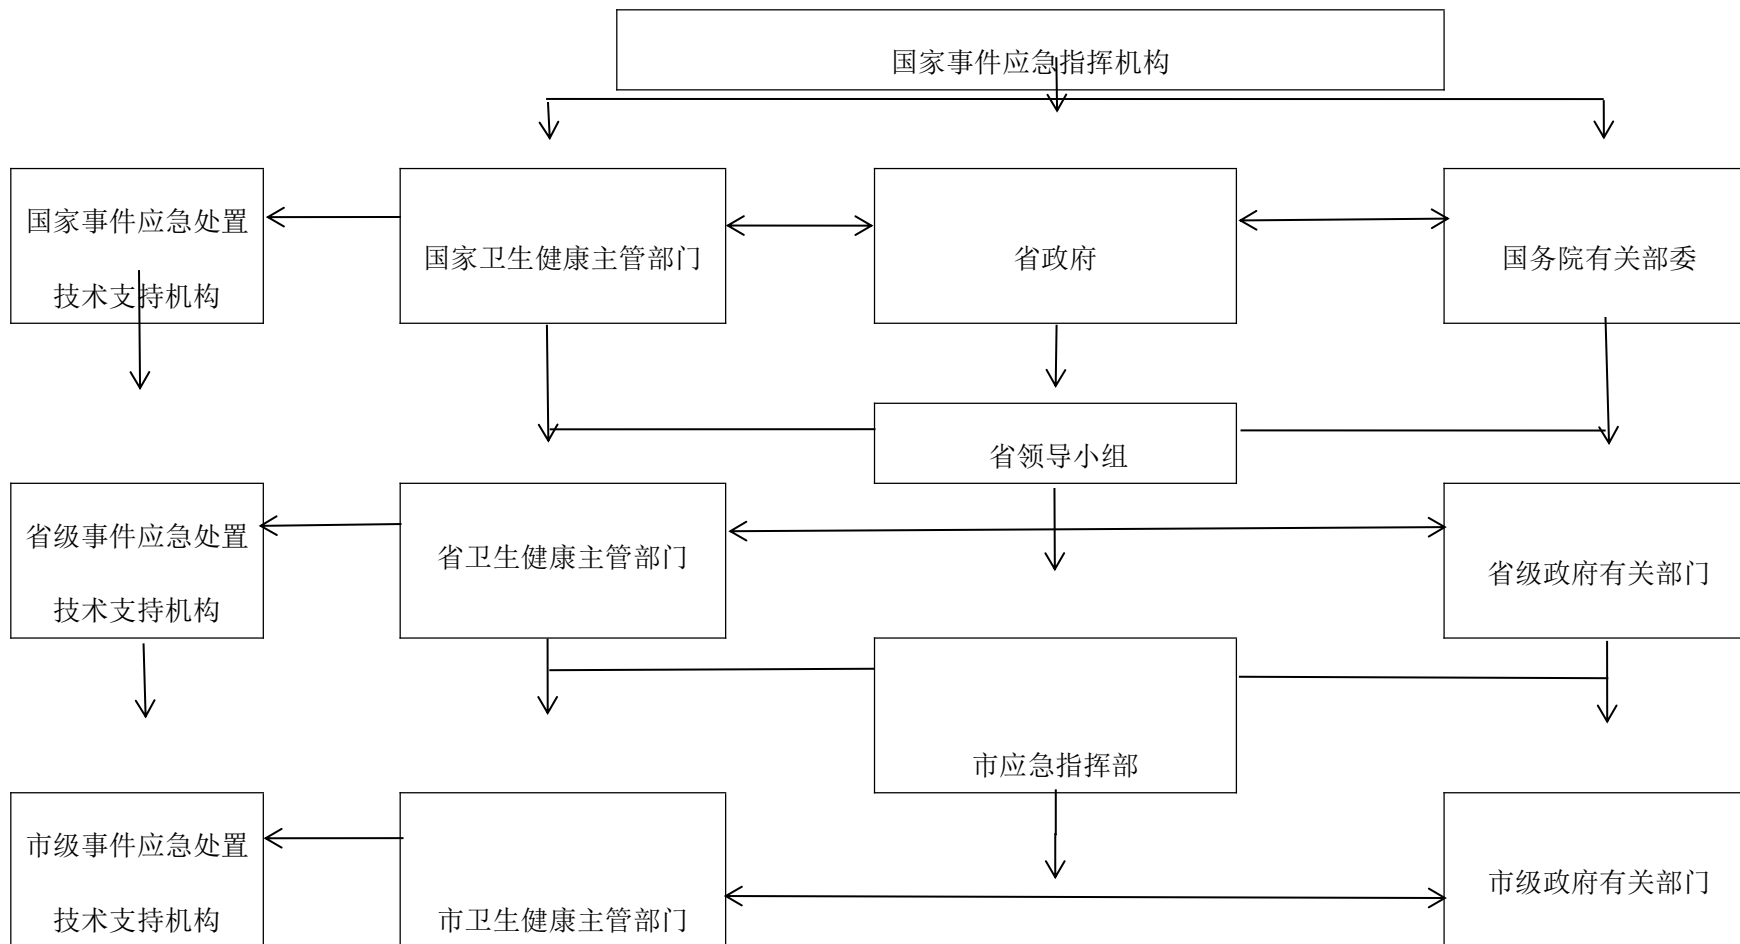 国家事件应急指挥机构
国家事件应急处置
技术支持机构
国家卫生健康主管部门
省政府
国务院有关部委
省领导小组
省级事件应急处置
技术支持机构
省卫生健康主管部门
省级政府有关部门
市应急指挥部
市级事件应急处置
技术支持机构
市卫生健康主管部门
市级政府有关部门